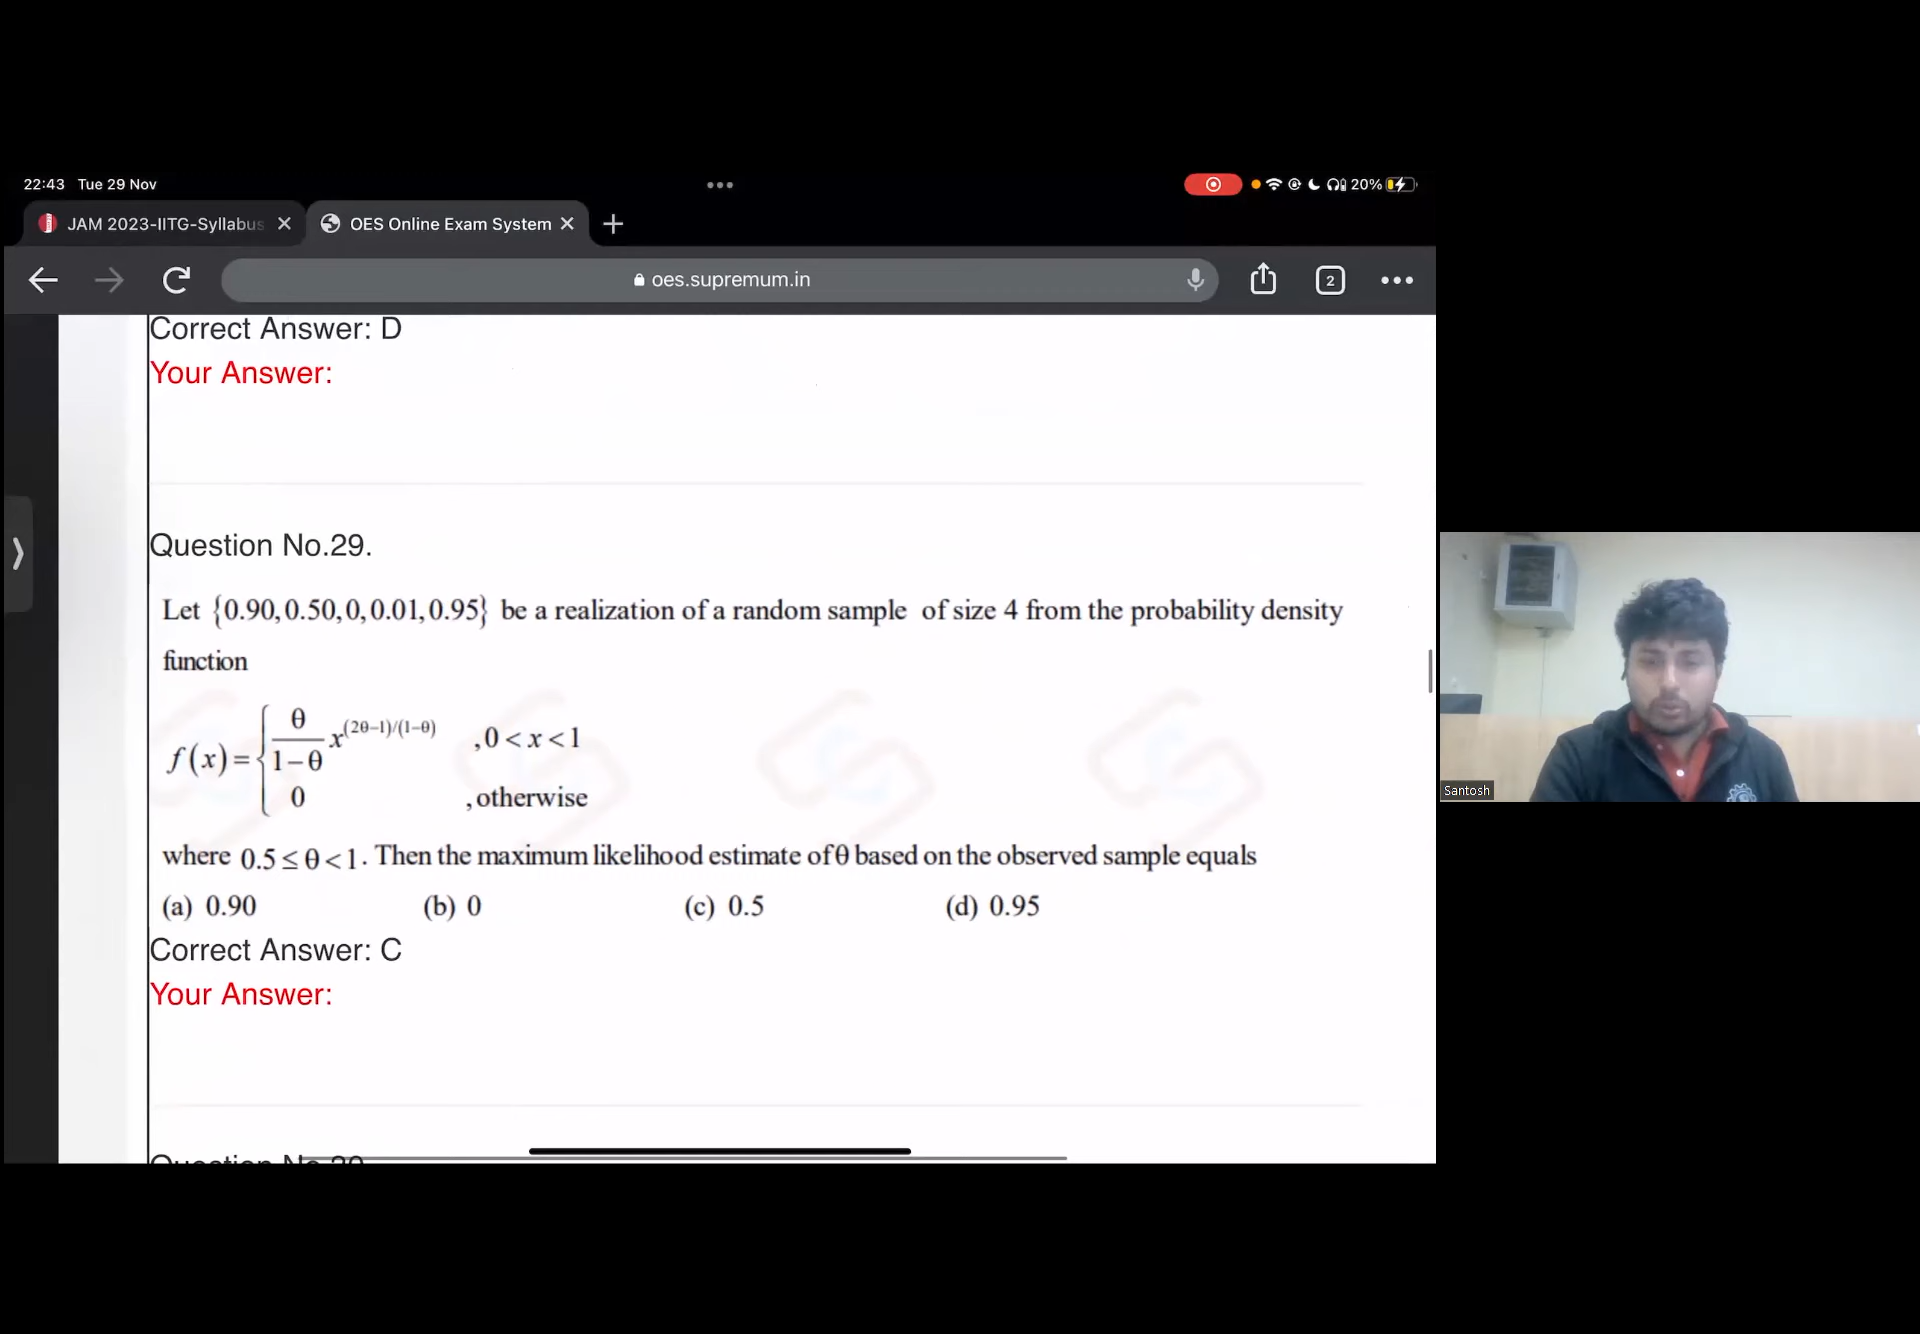 22:43 Tue 29 Nov
20%
JAM 2023-IITG-Syllabus
OES Online Exam System
oes.supremum.in
2
Correct Answer: D
Your Answer:
Question No.29.
Let {0.90, 0.50, 0, 0.01, 0.95} be a realization of a random sample of size 4 from the probability density
function
f(x) = { θ/(1−θ) x^((2θ−1)/(1−θ)) , 0 < x < 1
0 , otherwise
where 0.5 ≤ θ < 1. Then the maximum likelihood estimate of θ based on the observed sample equals
(a) 0.90 (b) 0 (c) 0.5 (d) 0.95
Correct Answer: C
Your Answer:
Santosh